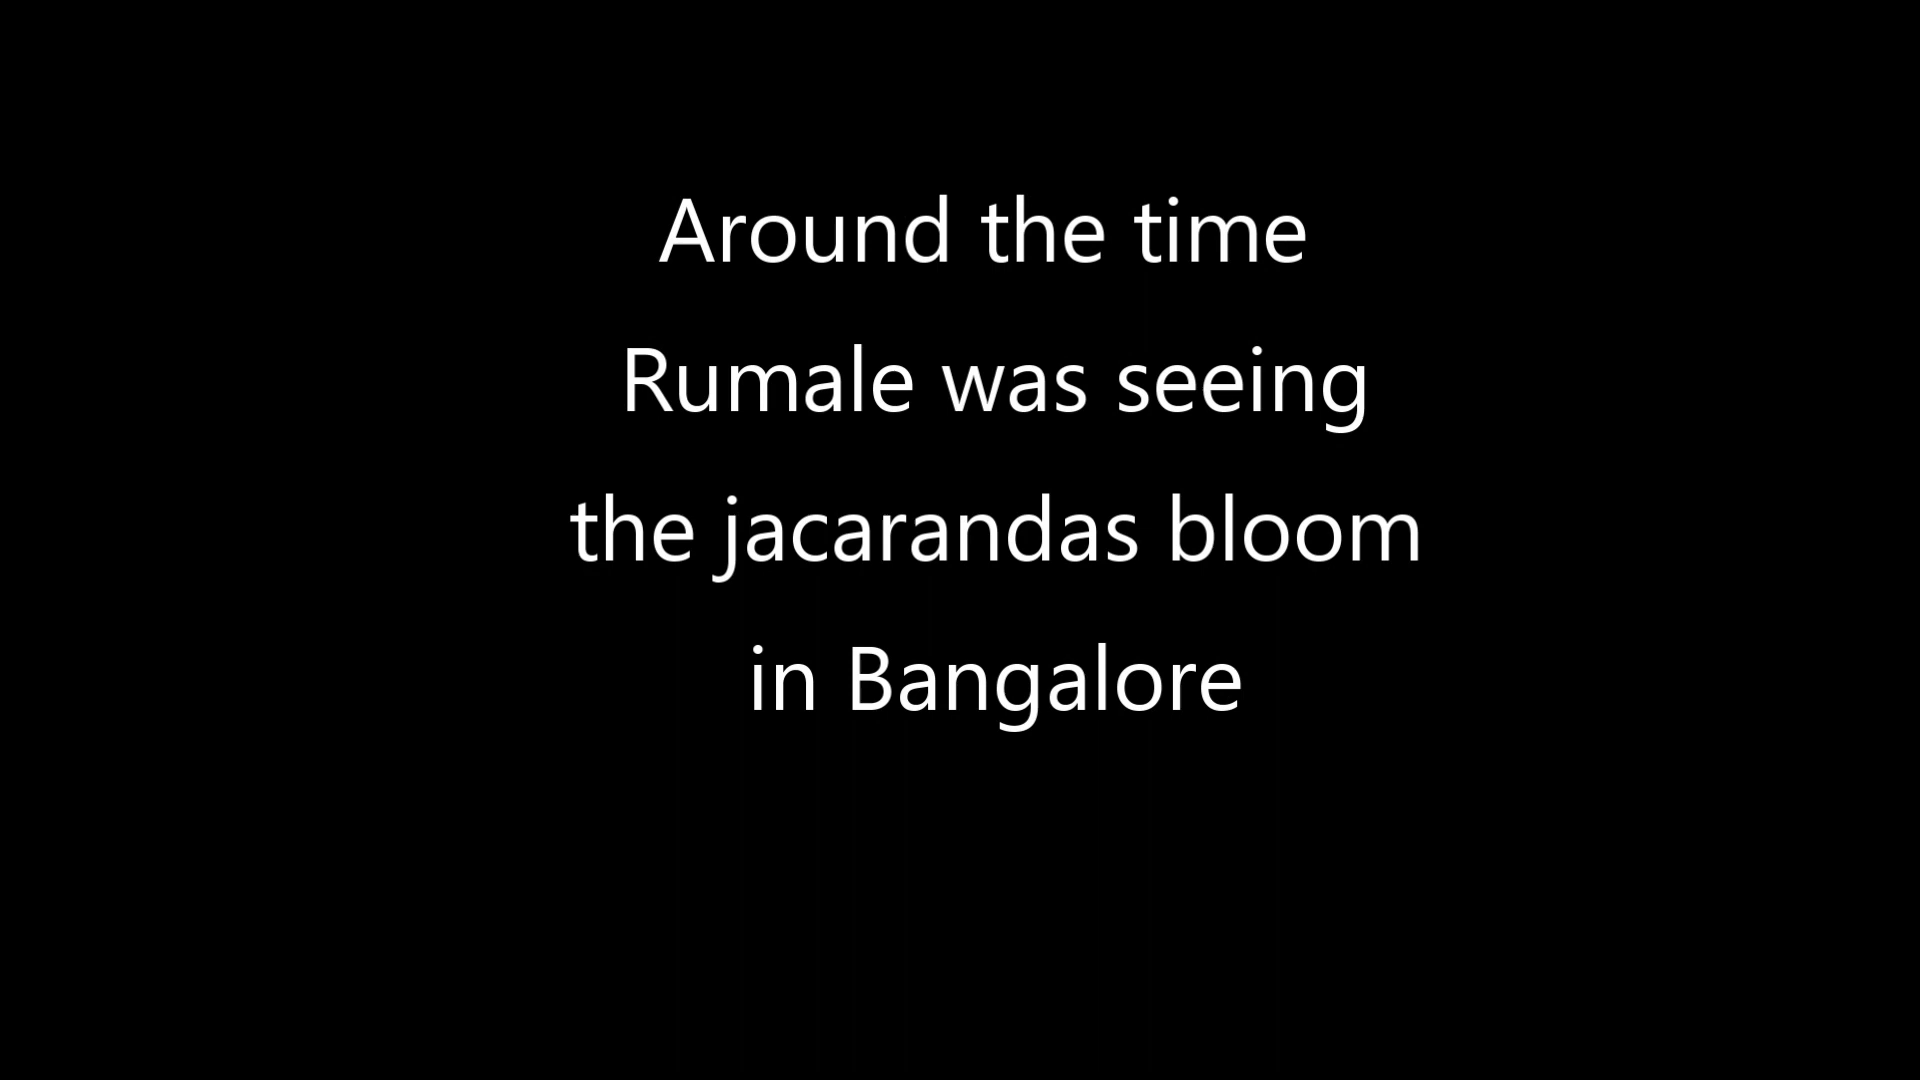 Around the time
Rumale was seeing
the jacarandas bloom
in Bangalore